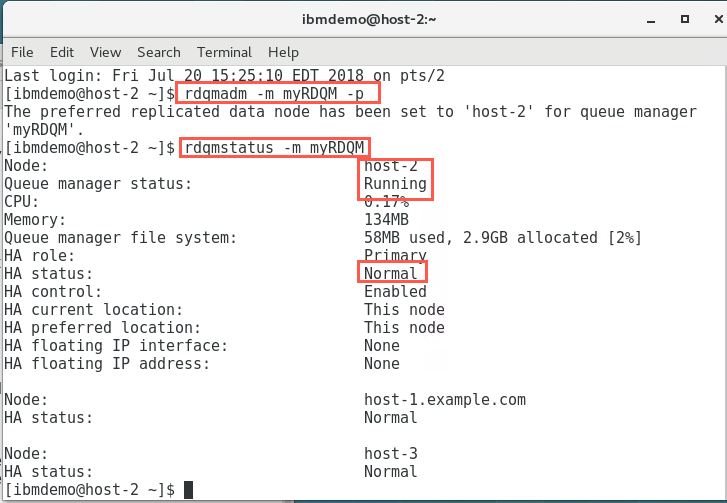 ibmdemo@host-2:~
File Edit View Search Terminal Help
Last login: Fri Jul 20 15:25:10 EDT 2018 on pts/2
[ibmdemo@host-2 ~]$ rdqmadm -m myRDQM -p
The preferred replicated data node has been set to 'host-2' for queue manager
'myRDQM'.
[ibmdemo@host-2 ~]$ rdqmstatus -m myRDQM
Node: host-2
Queue manager status: Running
CPU: 0.17%
Memory: 134MB
Queue manager file system: 58MB used, 2.9GB allocated [2%]
HA role: Primary
HA status: Normal
HA control: Enabled
HA current location: This node
HA preferred location: This node
HA floating IP interface: None
HA floating IP address: None
Node: host-1.example.com
HA status: Normal
Node: host-3
HA status: Normal
[ibmdemo@host-2 ~]$